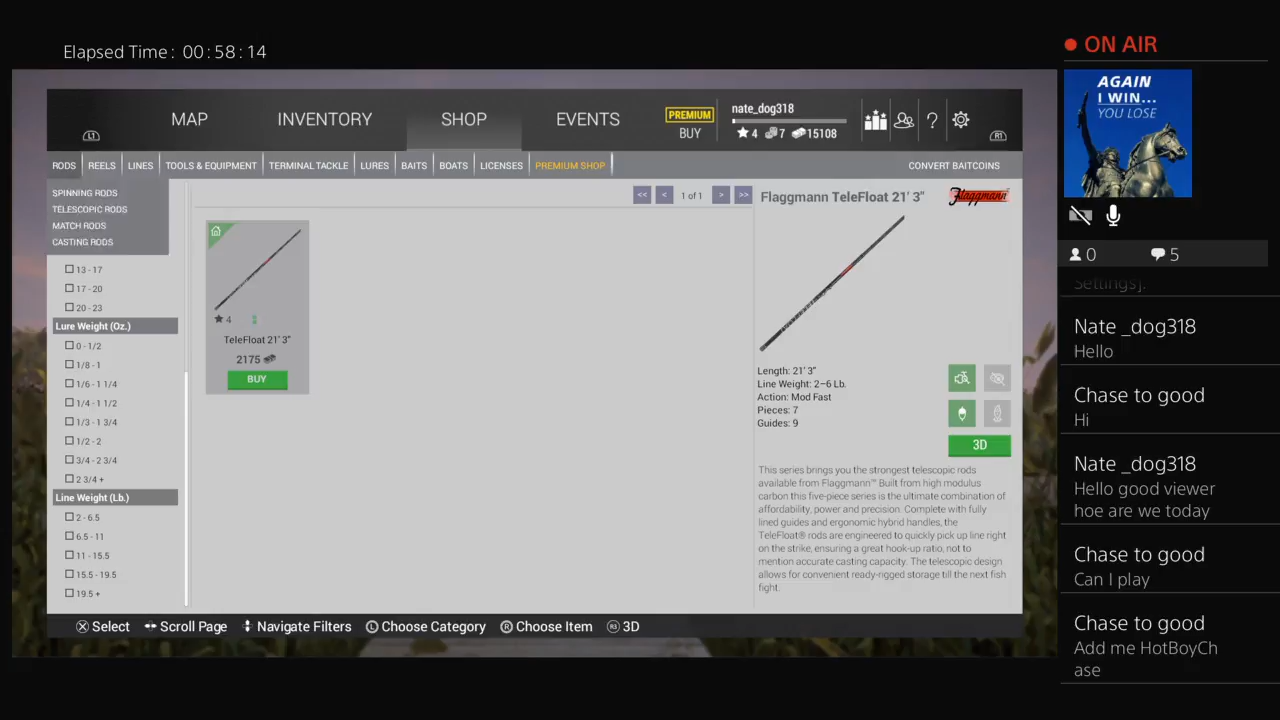 Elapsed Time: 00:58:14
ON AIR
AGAIN
I WIN...
YOU LOSE
0
5
Settings].
Nate _dog318
Hello
Chase to good
Hi
Nate _dog318
Hello good viewer
hoe are we today
Chase to good
Can I play
Chase to good
Add me HotBoyCh
ase
L1
MAP
INVENTORY
SHOP
EVENTS
PREMIUM
BUY
nate_dog318
4
7
15108
?
R1
RODS
REELS
LINES
TOOLS & EQUIPMENT
TERMINAL TACKLE
LURES
BAITS
BOATS
LICENSES
PREMIUM SHOP
CONVERT BAITCOINS
SPINNING RODS
TELESCOPIC RODS
MATCH RODS
CASTING RODS
13 - 17
17 - 20
20 - 23
Lure Weight (Oz.)
0 - 1/2
1/8 - 1
1/6 - 1 1/4
1/4 - 1 1/2
1/3 - 1 3/4
1/2 - 2
3/4 - 2 3/4
2 3/4 +
Line Weight (Lb.)
2 - 6.5
6.5 - 11
11 - 15.5
15.5 - 19.5
19.5 +
<<
<
1 of 1
>
>>
4
TeleFloat 21' 3"
2175
BUY
Flaggmann TeleFloat 21' 3"
Flaggmann
Length: 21' 3"
Line Weight: 2–6 Lb.
Action: Mod Fast
Pieces: 7
Guides: 9
3D
This series brings you the strongest telescopic rods
available from Flaggmann™ Built from high modulus
carbon this five-piece series is the ultimate combination of
affordability, power and precision. Complete with fully
lined guides and ergonomic hybrid handles, the
TeleFloat® rods are engineered to quickly pick up line right
on the strike, ensuring a great hook-up ratio, not to
mention accurate casting capacity. The telescopic design
allows for convenient ready-rigged storage till the next fish
fight.
Select
Scroll Page
Navigate Filters
L Choose Category
R Choose Item
R3 3D